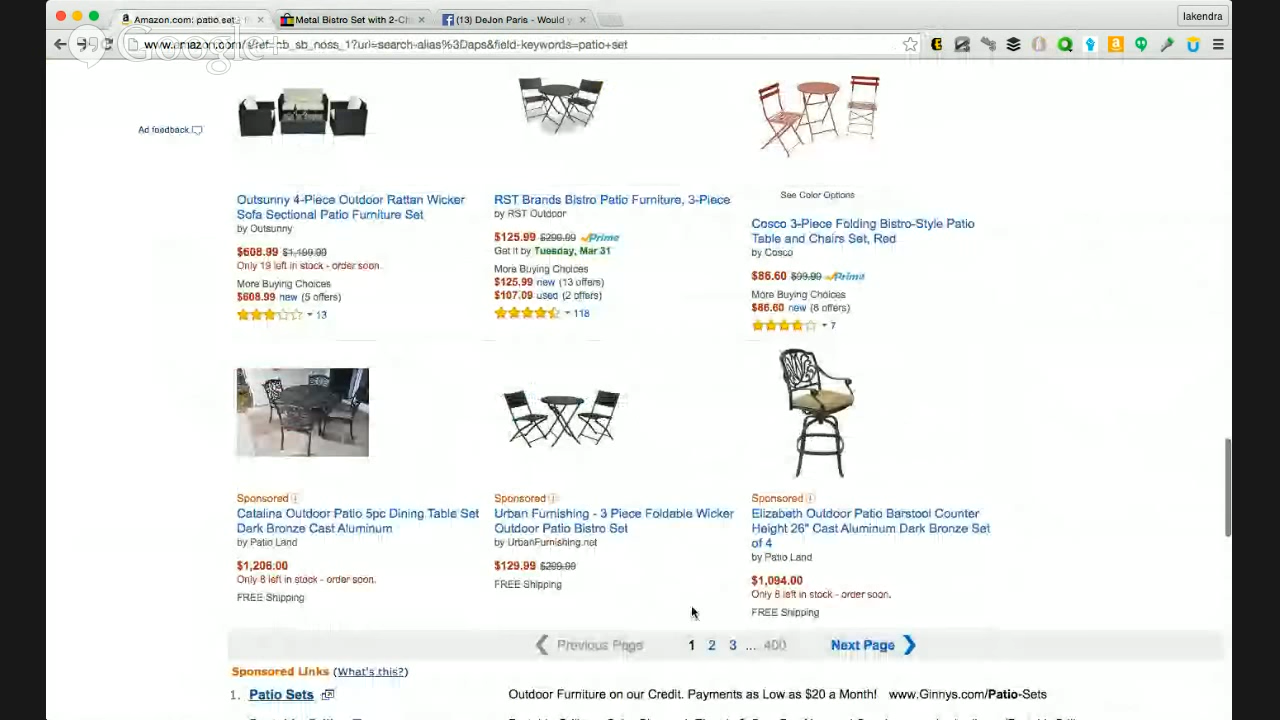 Amazon.com: patio set
Metal Bistro Set with 2-Ch
(13) DeJon Paris - Would y
lakendra
Google+
field-keywords=patio+set
Ad feedback
Outsunny 4-Piece Outdoor Rattan Wicker
Sofa Sectional Patio Furniture Set
by Outsunny
$608.99 $1,199.99
Only 19 left in stock - order soon.
More Buying Choices
$608.99 new (5 offers)
13
RST Brands Bistro Patio Furniture, 3-Piece
by RST Outdoor
$125.99 $299.99 Prime
Get it by Tuesday, Mar 31
More Buying Choices
$125.99 new (13 offers)
$107.09 used (2 offers)
118
See Color Options
Cosco 3-Piece Folding Bistro-Style Patio
Table and Chairs Set, Red
by Cosco
$86.60 $99.99 Prime
More Buying Choices
$86.60 new (8 offers)
7
Sponsored
Catalina Outdoor Patio 5pc Dining Table Set
Dark Bronze Cast Aluminum
by Patio Land
$1,206.00
Only 8 left in stock - order soon.
FREE Shipping
Sponsored
Urban Furnishing - 3 Piece Foldable Wicker
Outdoor Patio Bistro Set
by UrbanFurnishing.net
$129.99 $299.99
FREE Shipping
Sponsored
Elizabeth Outdoor Patio Barstool Counter
Height 26" Cast Aluminum Dark Bronze Set
of 4
by Patio Land
$1,094.00
Only 8 left in stock - order soon.
FREE Shipping
Previous Page 1 2 3 ... 400 Next Page
Sponsored Links (What's this?)
1. Patio Sets Outdoor Furniture on our Credit. Payments as Low as $20 a Month! www.Ginnys.com/Patio-Sets